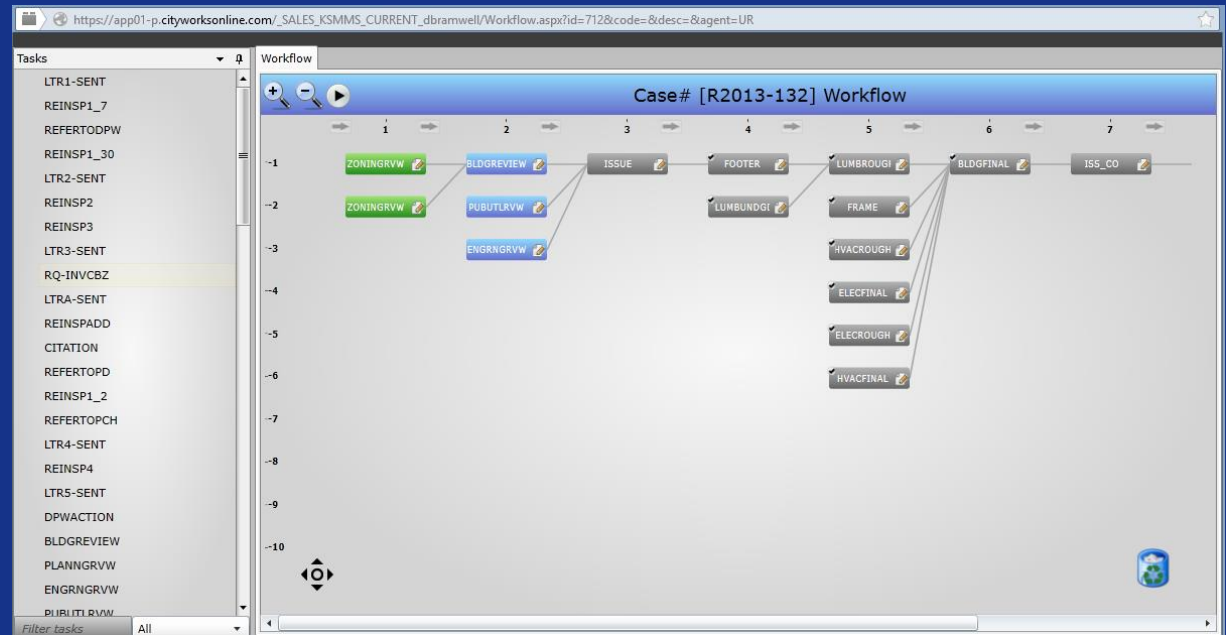 https://app01-p.cityworksonline.com/_SALES_KSMMS_CURRENT_dbramwell/Workflow.aspx?id=712&code=&desc=&agent=UR
Tasks
LTR1-SENT
REINSP1_7
REFERTODPW
REINSP1_30
LTR2-SENT
REINSP2
REINSP3
LTR3-SENT
RQ-INVCBZ
LTRA-SENT
REINSPADD
CITATION
REFERTOPD
REINSP1_2
REFERTOPCH
LTR4-SENT
REINSP4
LTR5-SENT
DPWACTION
BLDGREVIEW
PLANNGRVW
ENGRNGRVW
PUBUTLRVW
Filter tasks All
Workflow
Case# [R2013-132] Workflow
1 2 3 4 5 6 7
--1 ZONINGRVW BLDGREVIEW ISSUE FOOTER LUMBROUGI BLDGFINAL ISS_CO
--2 ZONINGRVW PUBUTLRVW LUMBUNDGI FRAME
--3 ENGRNGRVW HVACROUGH
--4 ELECFINAL
--5 ELECROUGH
--6 HVACFINAL
--7
--8
--9
--10